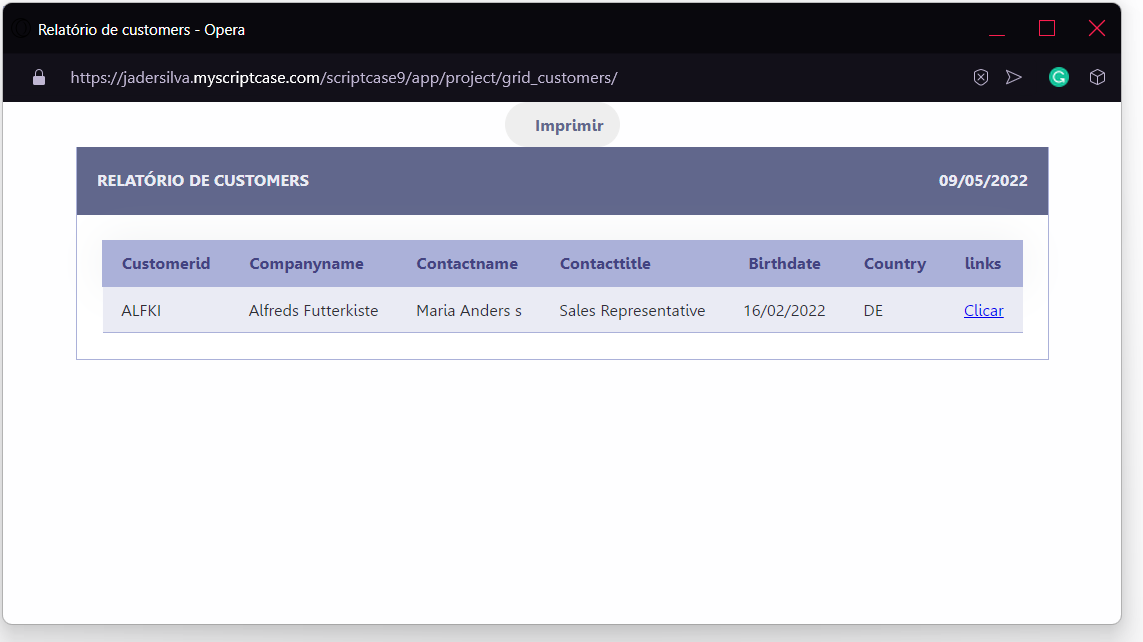 Relatório de customers - Opera
https://jadersilva.myscriptcase.com/scriptcase9/app/project/grid_customers/
Imprimir
RELATÓRIO DE CUSTOMERS 09/05/2022
Customerid Companyname Contactname Contacttitle Birthdate Country links
ALFKI Alfreds Futterkiste Maria Anders s Sales Representative 16/02/2022 DE Clicar